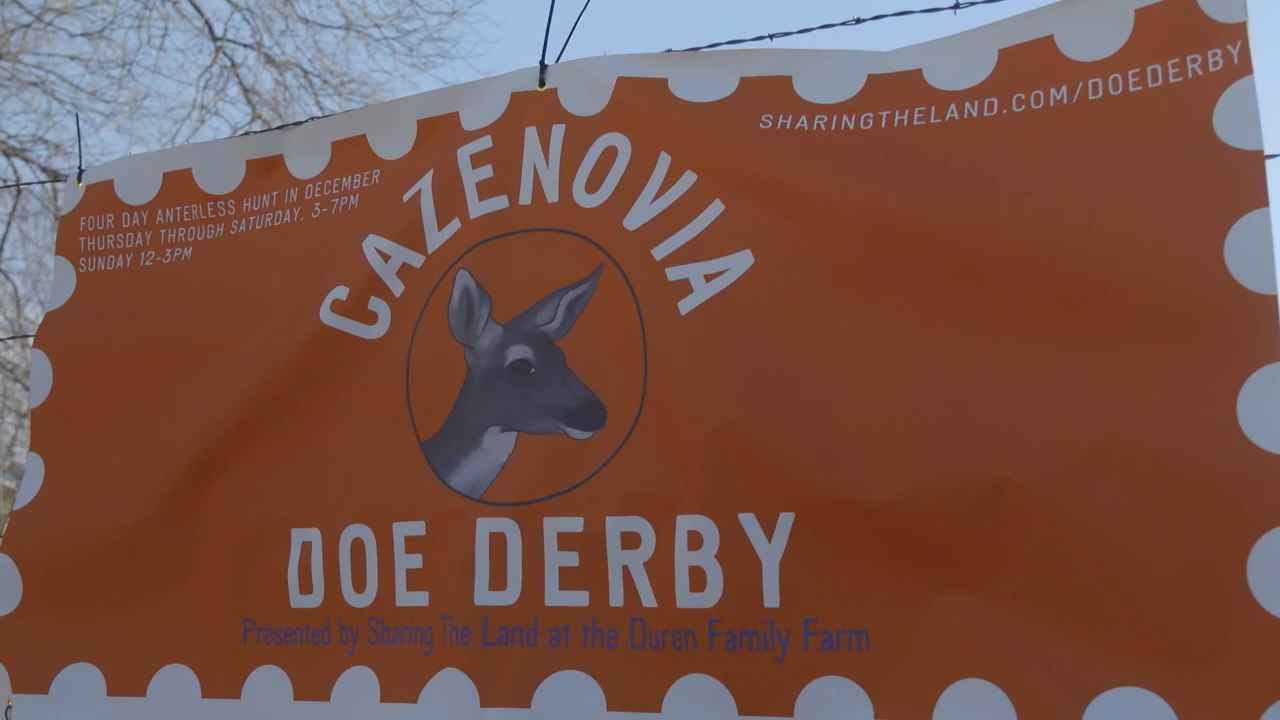 SHARINGTHELAND.COM/DOEDERBY
FOUR DAY ANTERLESS HUNT IN DECEMBER
THURSDAY THROUGH SATURDAY, 3-7PM
SUNDAY 12-3PM
CAZENOVIA
DOE DERBY
Presented by Sharing The Land at the Duren Family Farm